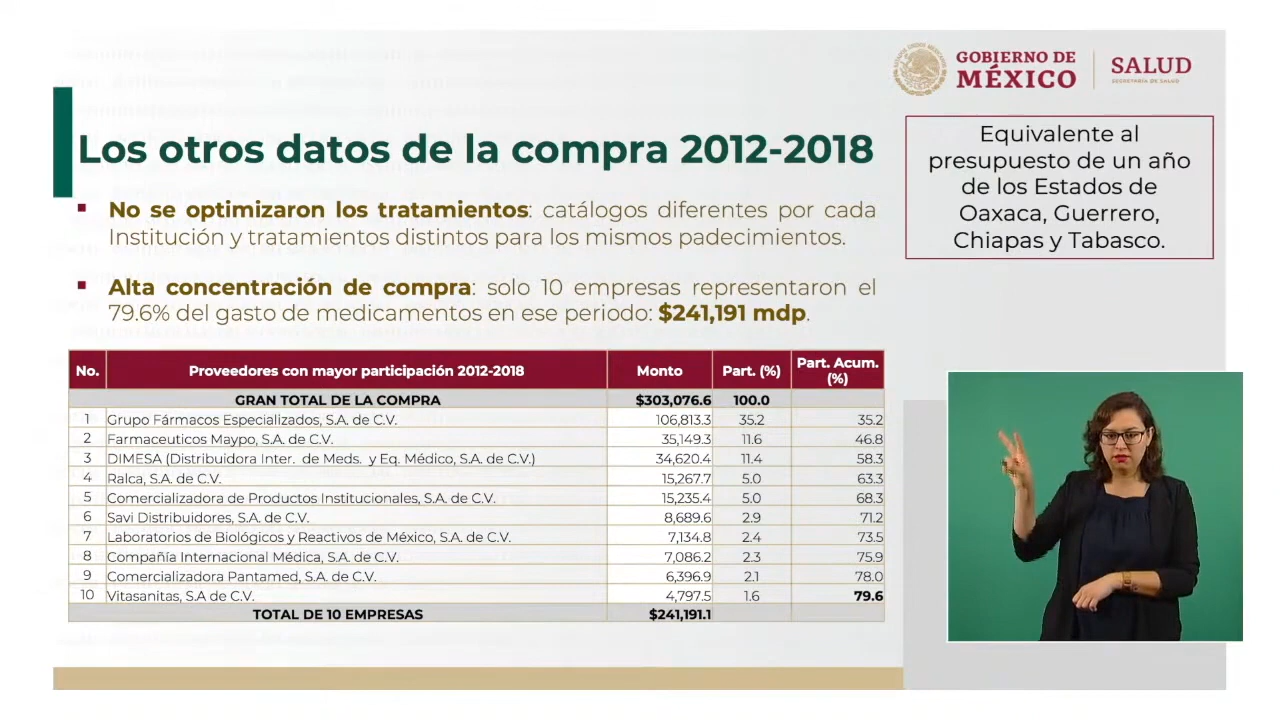 GOBIERNO DE
MÉXICO
SALUD
SECRETARÍA DE SALUD
Los otros datos de la compra 2012-2018
Equivalente al
presupuesto de un año
de los Estados de
Oaxaca, Guerrero,
Chiapas y Tabasco.
No se optimizaron los tratamientos: catálogos diferentes por cada
Institución y tratamientos distintos para los mismos padecimientos.
Alta concentración de compra: solo 10 empresas representaron el
79.6% del gasto de medicamentos en ese periodo: $241,191 mdp.
No. Proveedores con mayor participación 2012-2018 Monto Part. (%) Part. Acum. (%)
GRAN TOTAL DE LA COMPRA $303,076.6 100.0
1 Grupo Fármacos Especializados, S.A. de C.V. 106,813.3 35.2 35.2
2 Farmaceuticos Maypo, S.A. de C.V. 35,149.3 11.6 46.8
3 DIMESA (Distribuidora Inter. de Meds. y Eq. Médico, S.A. de C.V.) 34,620.4 11.4 58.3
4 Ralca, S.A. de C.V. 15,267.7 5.0 63.3
5 Comercializadora de Productos Institucionales, S.A. de C.V. 15,235.4 5.0 68.3
6 Savi Distribuidores, S.A. de C.V. 8,689.6 2.9 71.2
7 Laboratorios de Biológicos y Reactivos de México, S.A. de C.V. 7,134.8 2.4 73.5
8 Compañía Internacional Médica, S.A. de C.V. 7,086.2 2.3 75.9
9 Comercializadora Pantamed, S.A. de C.V. 6,396.9 2.1 78.0
10 Vitasanitas, S.A de C.V. 4,797.5 1.6 79.6
TOTAL DE 10 EMPRESAS $241,191.1